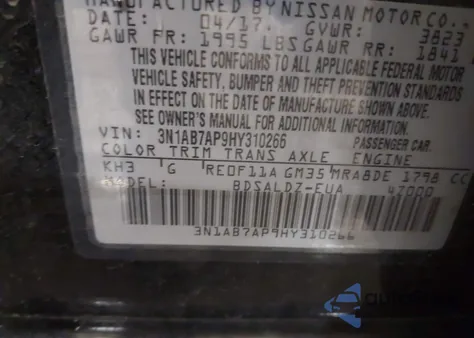 MANUFACTURED BY NISSAN MOTOR CO.
DATE: 04/17. GVWR: 3823
GAWR FR: 1995 LBS GAWR RR: 1841
THIS VEHICLE CONFORMS TO ALL APPLICABLE FEDERAL MOTOR
VEHICLE SAFETY, BUMPER AND THEFT PREVENTION STANDARDS
IN EFFECT ON THE DATE OF MANUFACTURE SHOWN ABOVE.
SEE OWNER'S MANUAL FOR ADDITIONAL INFORMATION.
VIN: 3N1AB7AP9HY310266 PASSENGER CAR.
COLOR TRIM TRANS AXLE ENGINE
KH3 G RE0F11A GM35 MRA8DE 1798 CC
MODEL: BDSALDZ-EUA 4Z000
3N1AB7AP9HY310266